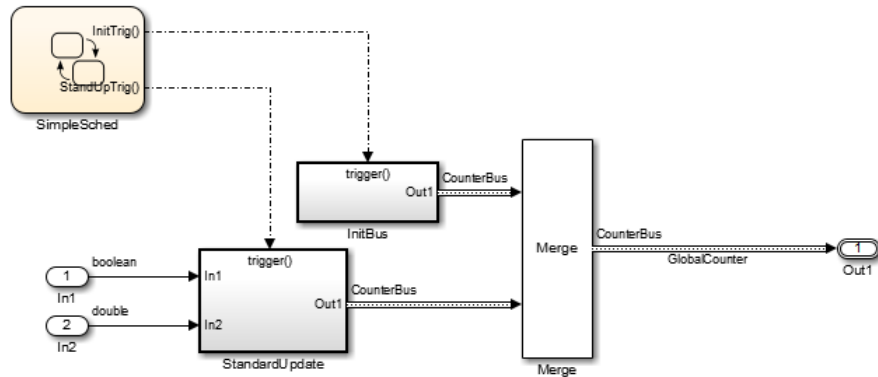 InitTrig()
StandUpTrig()
SimpleSched
trigger()
Out1
InitBus
CounterBus
Merge
Merge
CounterBus
GlobalCounter
1
Out1
boolean
1
In1
double
2
In2
trigger()
In1
In2
Out1
StandardUpdate
CounterBus